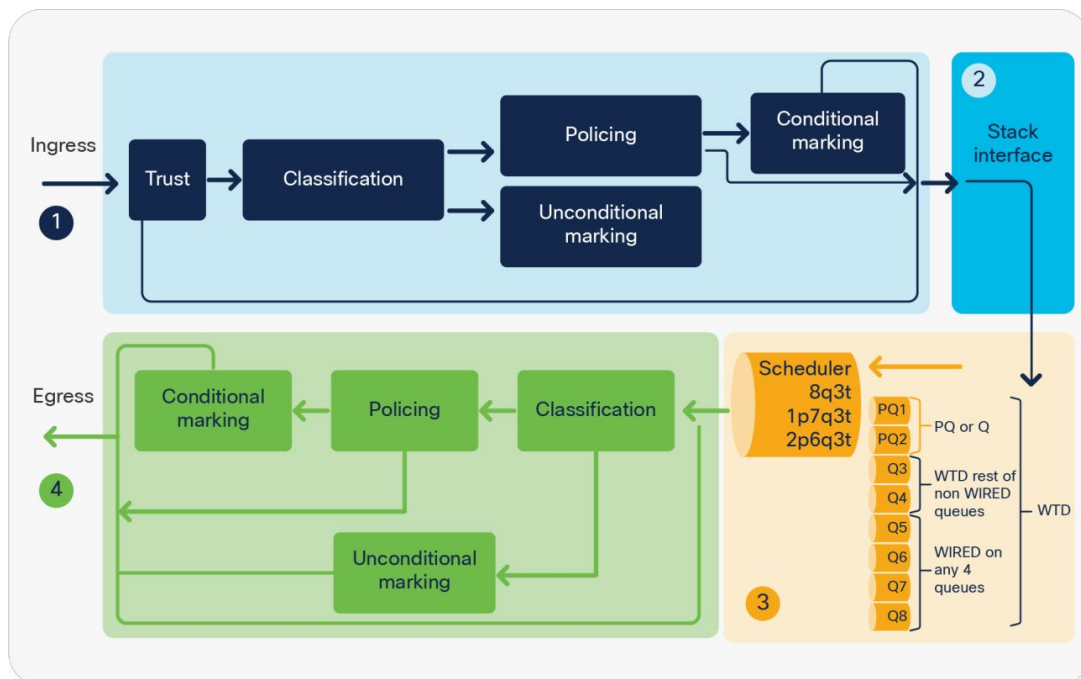 Ingress
1
Trust
Classification
Policing
Unconditional
marking
Conditional
marking
2
Stack
interface
Egress
4
Conditional
marking
Policing
Classification
Unconditional
marking
Scheduler
8q3t
1p7q3t
2p6q3t
PQ1
PQ2
Q3
Q4
Q5
Q6
Q7
Q8
PQ or Q
WTD rest of
non WIRED
queues
WIRED on
any 4
queues
WTD
3